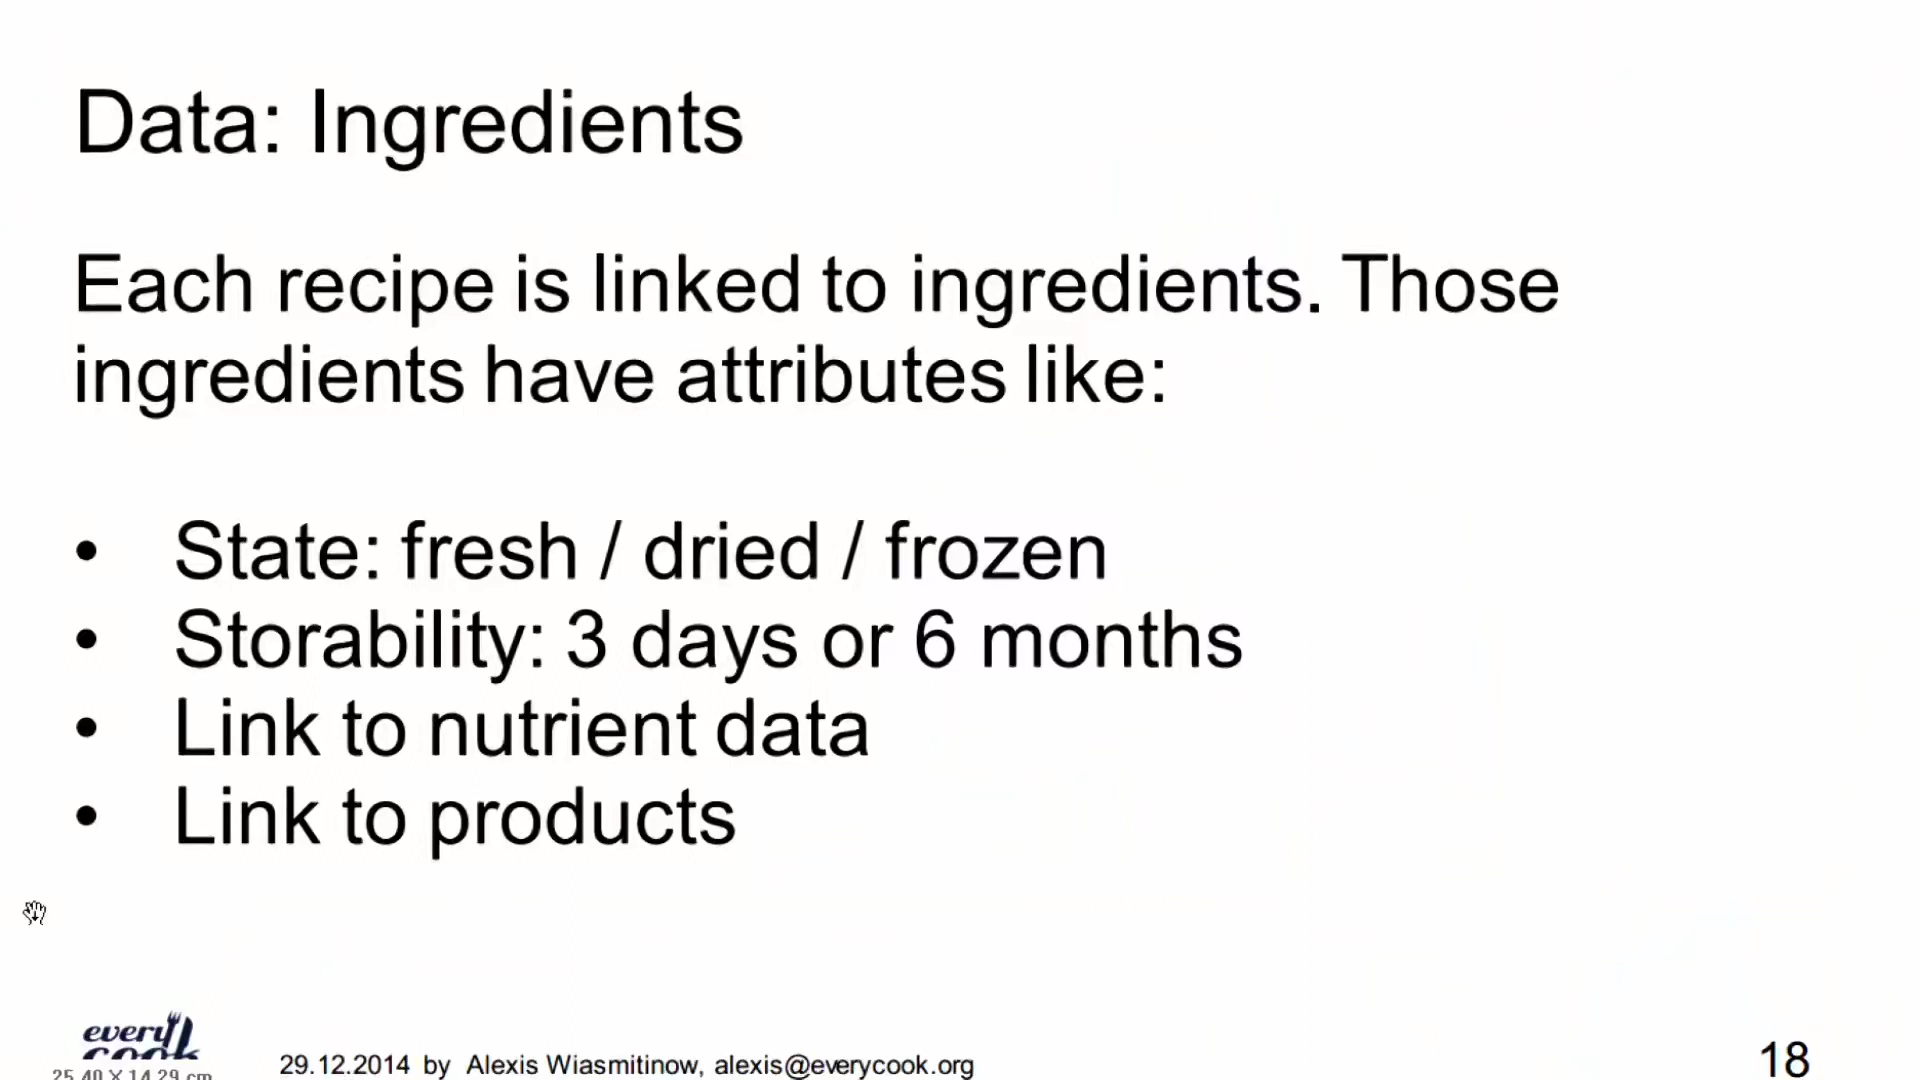 Data: Ingredients
Each recipe is linked to ingredients. Those
ingredients have attributes like:
• State: fresh / dried / frozen
• Storability: 3 days or 6 months
• Link to nutrient data
• Link to products
every
cook
25,40 X 14,29 cm
29.12.2014 by Alexis Wiasmitinow, alexis@everycook.org
18